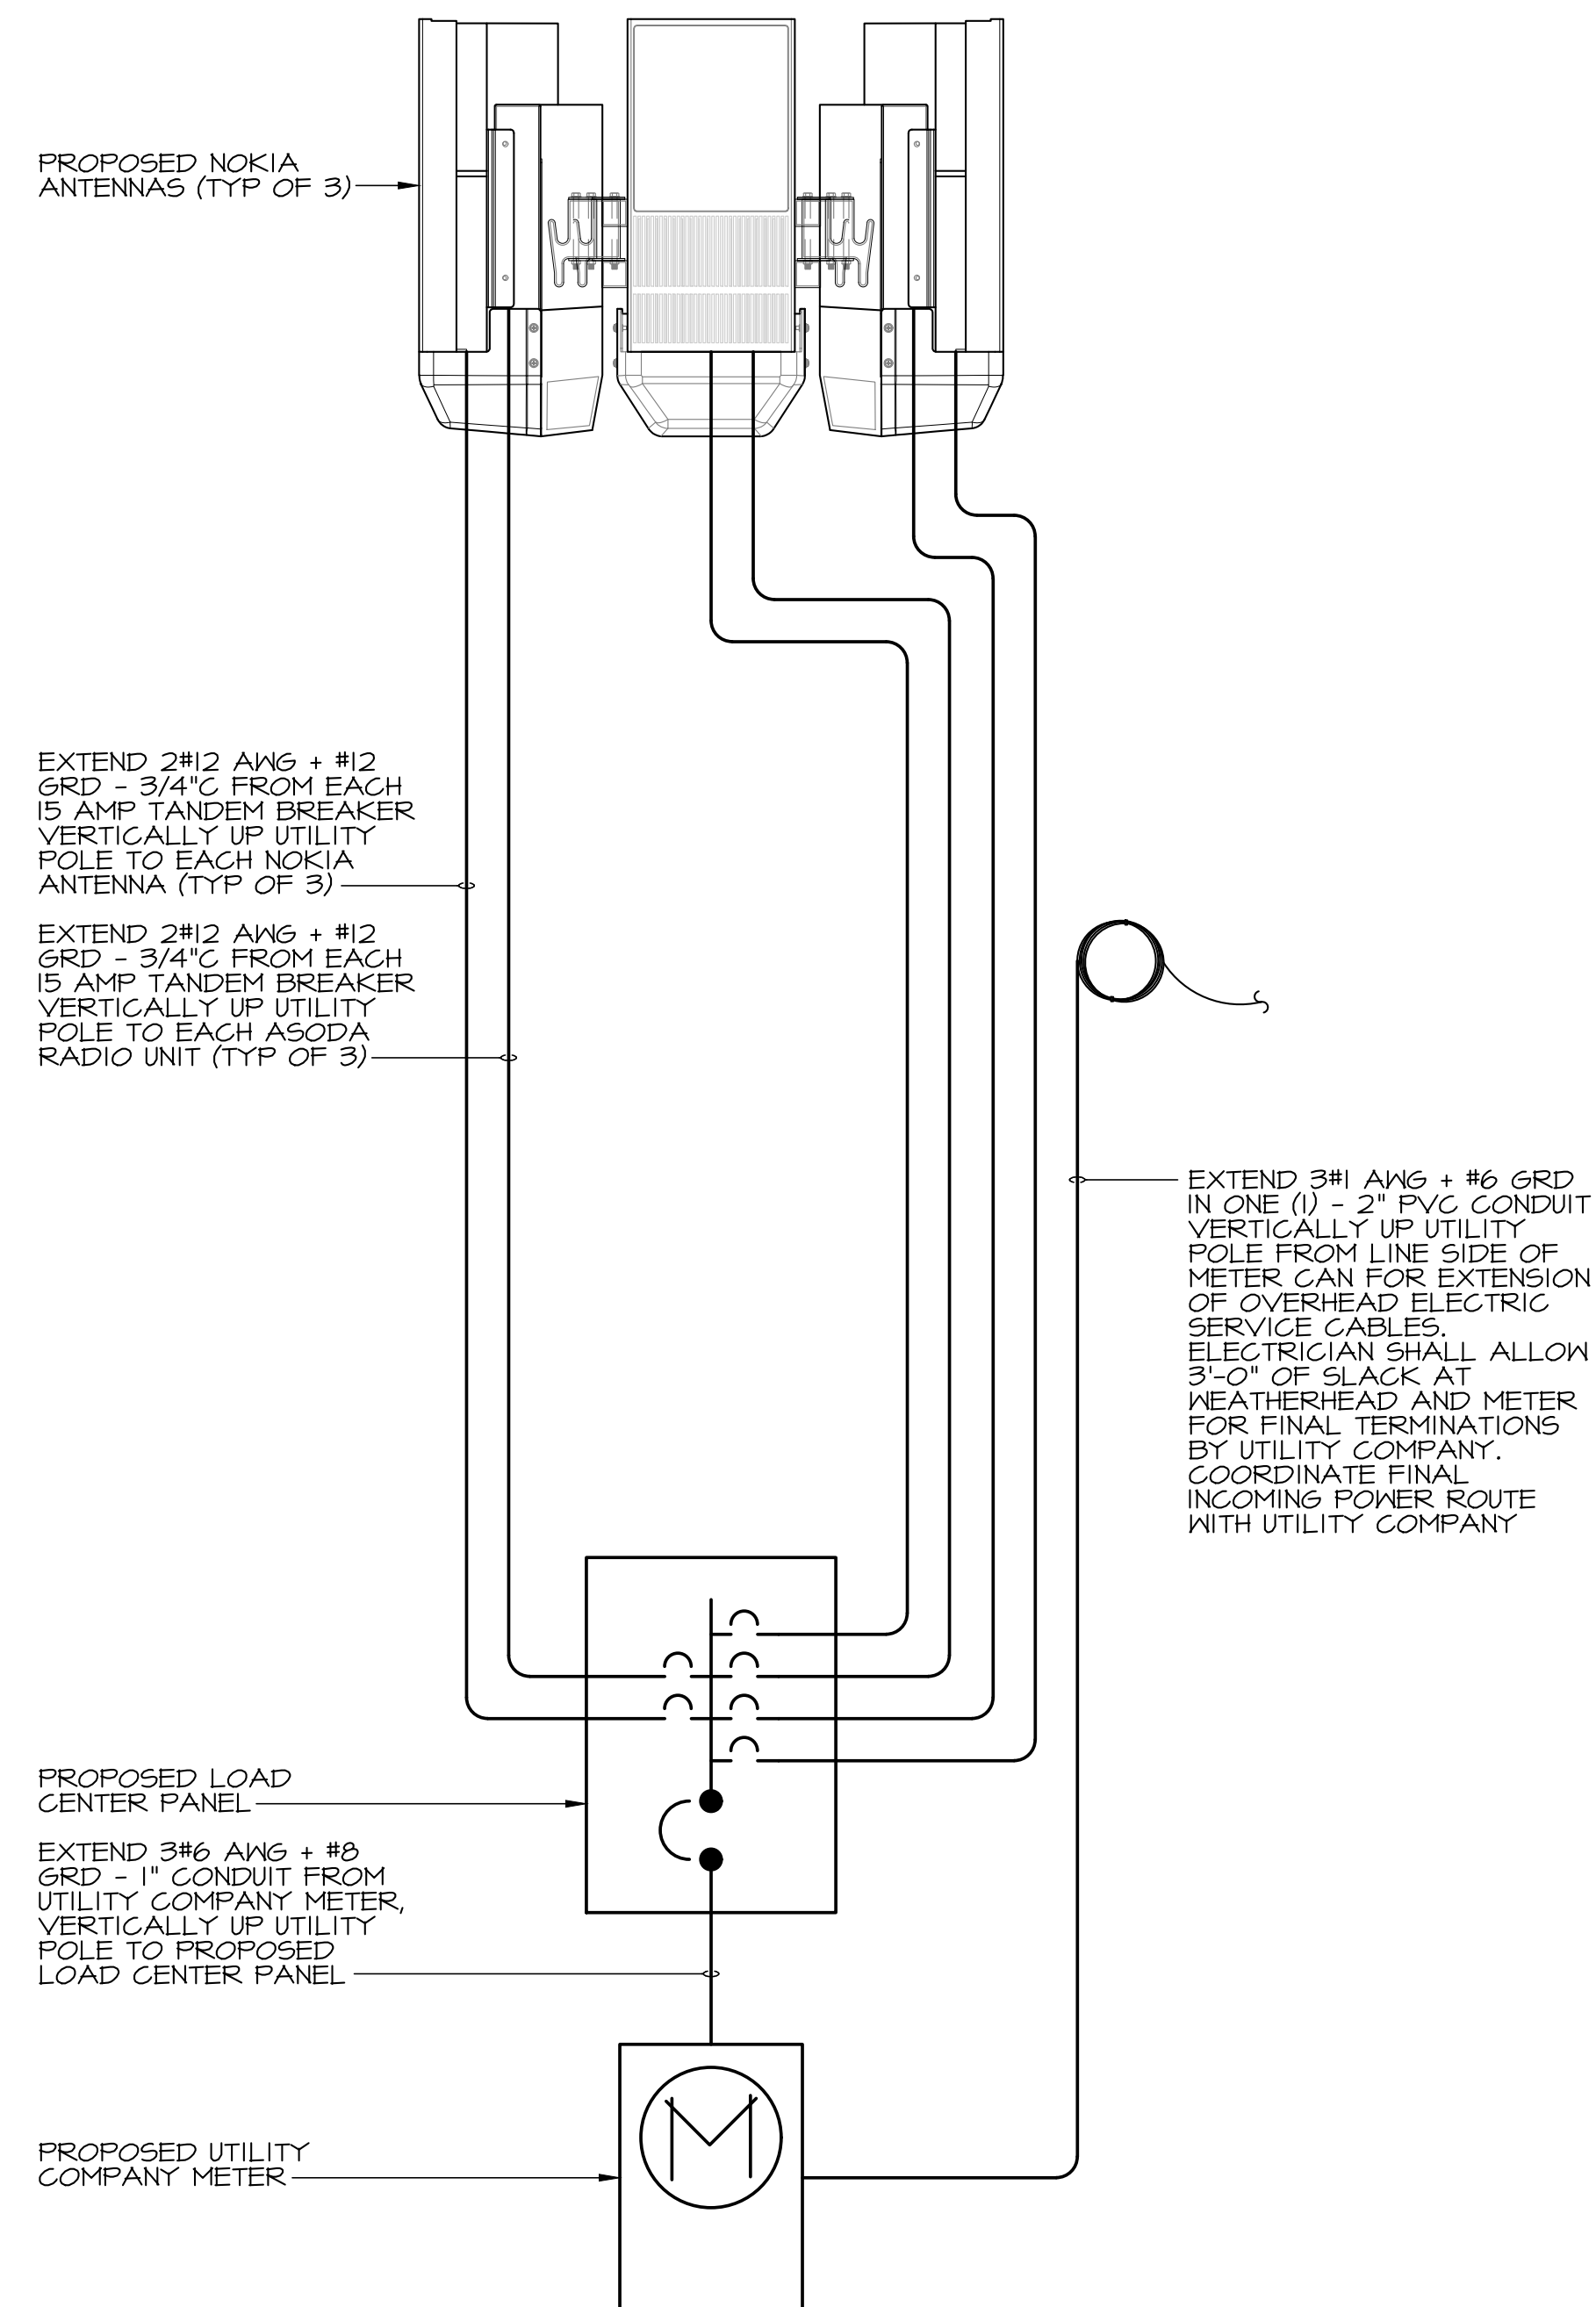 PROPOSED NOKIA
ANTENNAS (TYP OF 3)
EXTEND 2#12 AWG + #12
GRD - 3/4"C FROM EACH
15 AMP TANDEM BREAKER
VERTICALLY UP UTILITY
POLE TO EACH NOKIA
ANTENNA (TYP OF 3)
EXTEND 2#12 AWG + #12
GRD - 3/4"C FROM EACH
15 AMP TANDEM BREAKER
VERTICALLY UP UTILITY
POLE TO EACH ASODA
RADIO UNIT (TYP OF 3)
EXTEND 3#1 AWG + #6 GRD
IN ONE (1) - 2" PVC CONDUIT
VERTICALLY UP UTILITY
POLE FROM LINE SIDE OF
METER CAN FOR EXTENSION
OF OVERHEAD ELECTRIC
SERVICE CABLES.
ELECTRICIAN SHALL ALLOW
3'-0" OF SLACK AT
WEATHERHEAD AND METER
FOR FINAL TERMINATIONS
BY UTILITY COMPANY.
COORDINATE FINAL
INCOMING POWER ROUTE
WITH UTILITY COMPANY
PROPOSED LOAD
CENTER PANEL
EXTEND 3#6 AWG + #8
GRD - 1" CONDUIT FROM
UTILITY COMPANY METER,
VERTICALLY UP UTILITY
POLE TO PROPOSED
LOAD CENTER PANEL
M
PROPOSED UTILITY
COMPANY METER